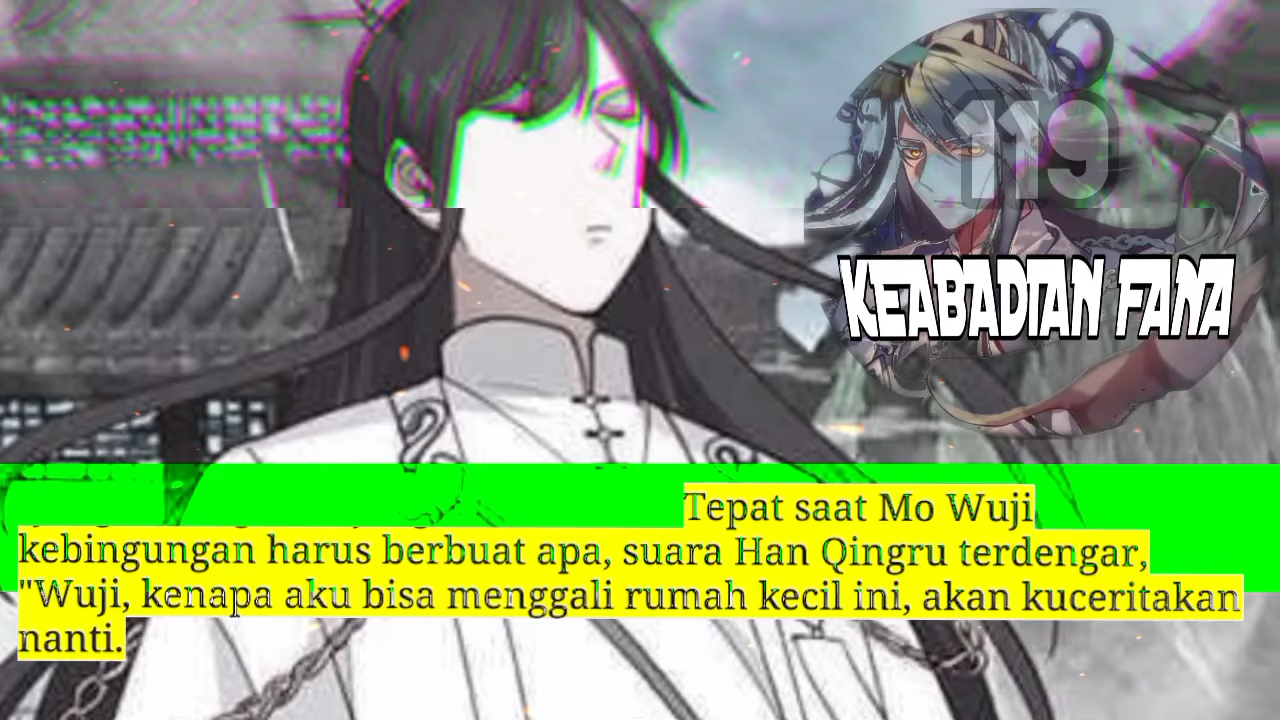 119
KEABADIAN FANA
Tepat saat Mo Wuji
kebingungan harus berbuat apa, suara Han Qingru terdengar,
"Wuji, kenapa aku bisa menggali rumah kecil ini, akan kuceritakan
nanti.